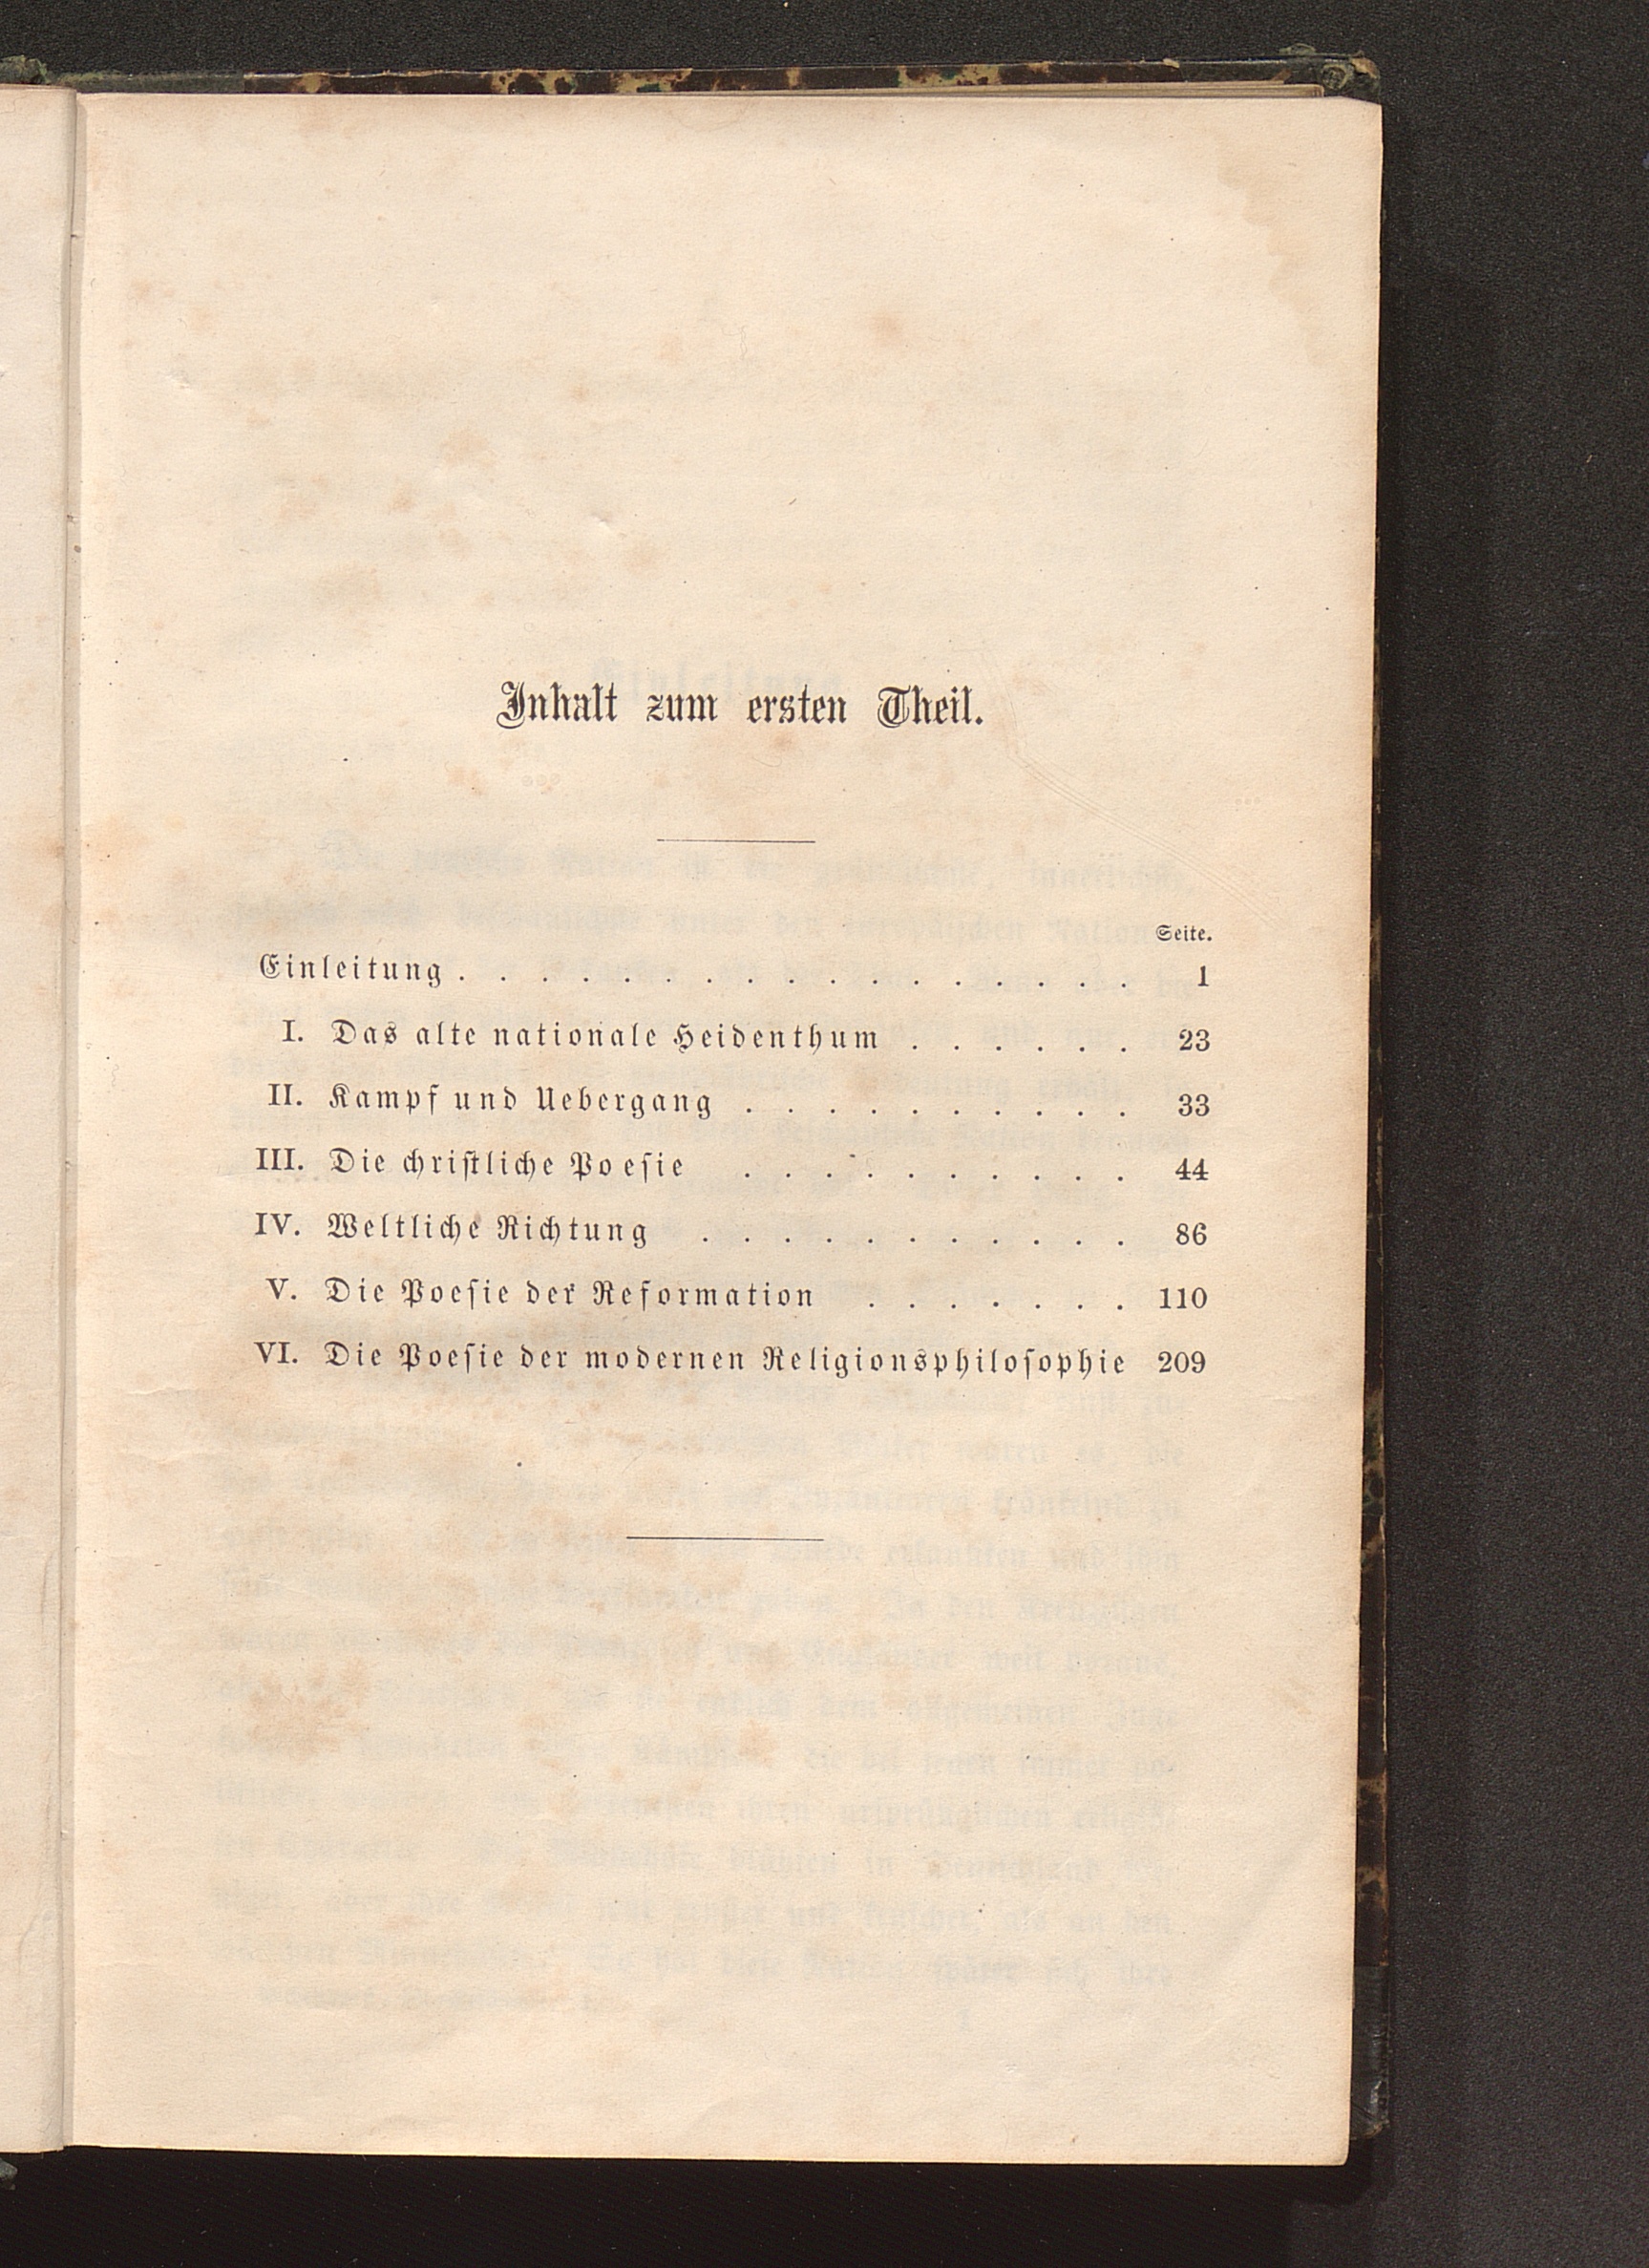 Inhalt zum ersten Theil.
Seite.
Einleitung . . . . . . . . . . . . . . . . . 1
I. Das alte nationale Heidenthum . . . . . . 23
II. Kampf und Uebergang . . . . . . . . . . 33
III. Die chriſtliche Poeſie . . . . . . . . . . 44
IV. Weltliche Richtung . . . . . . . . . . . 86
V. Die Poeſie der Reformation . . . . . . . 110
VI. Die Poeſie der modernen Religionsphiloſophie 209